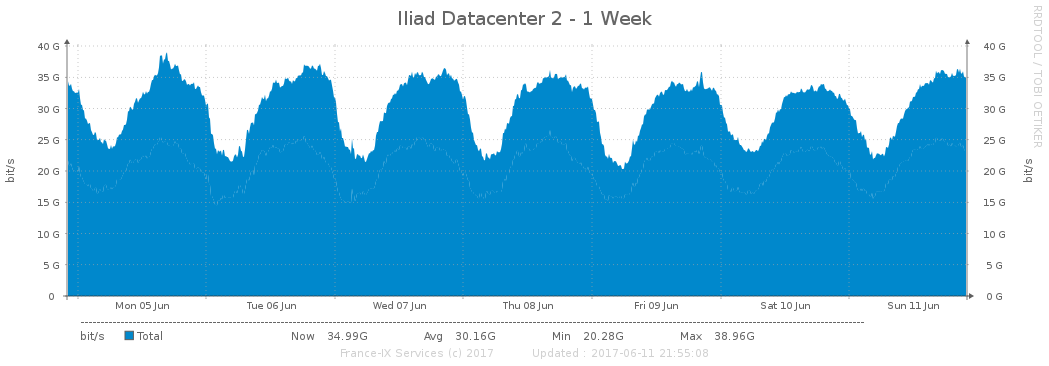 Iliad Datacenter 2 - 1 Week
RRDTOOL / TOBI OETIKER
40 G 40 G
35 G 35 G
30 G 30 G
25 G 25 G
20 G 20 G
15 G 15 G
10 G 10 G
5 G 5 G
0 0 G
bit/s bit/s
Mon 05 Jun Tue 06 Jun Wed 07 Jun Thu 08 Jun Fri 09 Jun Sat 10 Jun Sun 11 Jun
bit/s Total Now 34.99G Avg 30.16G Min 20.28G Max 38.96G
France-IX Services (c) 2017 Updated : 2017-06-11 21:55:08